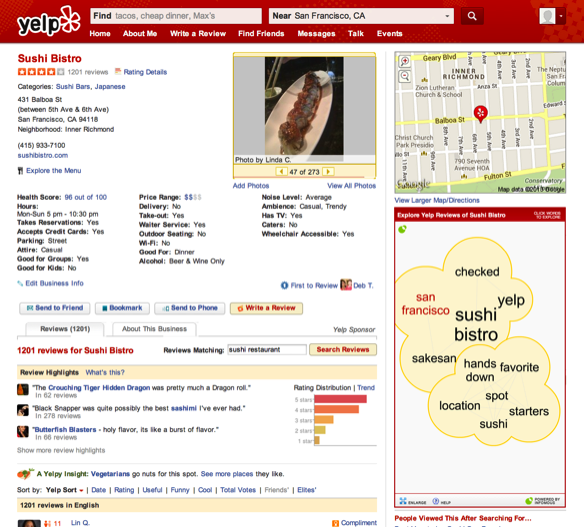 yelp
Find tacos, cheap dinner, Max's
Near San Francisco, CA
Home About Me Write a Review Find Friends Messages Talk Events
Sushi Bistro
1201 reviews Rating Details
Categories: Sushi Bars, Japanese
431 Balboa St
(between 5th Ave & 6th Ave)
San Francisco, CA 94118
Neighborhood: Inner Richmond
(415) 933-7100
sushibistro.com
Explore the Menu
Photo by Linda C.
47 of 273
Add Photos View All Photos
Health Score: 96 out of 100
Hours:
Mon-Sun 5 pm - 10:30 pm
Takes Reservations: Yes
Accepts Credit Cards: Yes
Parking: Street
Attire: Casual
Good for Groups: Yes
Good for Kids: No
Price Range: $$$$
Delivery: No
Take-out: Yes
Waiter Service: Yes
Outdoor Seating: No
Wi-Fi: No
Good For: Dinner
Alcohol: Beer & Wine Only
Noise Level: Average
Ambience: Casual, Trendy
Has TV: Yes
Caters: No
Wheelchair Accessible: Yes
Edit Business Info
First to Review Deb T.
Send to Friend Bookmark Send to Phone Write a Review
Reviews (1201) About This Business Yelp Sponsor
1201 reviews for Sushi Bistro
Reviews Matching: sushi restaurant Search Reviews
Review Highlights What's this?
"The Crouching Tiger Hidden Dragon was pretty much a Dragon roll."
In 62 reviews
"Black Snapper was quite possibly the best sashimi I've ever had."
In 278 reviews
"Butterfish Blasters - holy flavor, its like a burst of flavor."
In 66 reviews
Show more review highlights
Rating Distribution | Trend
5 stars
4 stars
3 stars
2 stars
1 star
A Yelpy Insight: Vegetarians go nuts for this spot. See more places they like.
Sort by: Yelp Sort | Date | Rating | Useful | Funny | Cool | Total Votes | Friends' | Elites'
1201 reviews in English
11 Lin Q.
Compliment
Geary Blvd
INNER
RICHMOND
Anza St
Zion Lutheran
Church & School
Balboa St
Christ Church
Park Presidio
790 Seventh
Avenue HOA
Fulton St
Conservatory
Map data ©2013 Google
View Larger Map/Directions
Explore Yelp Reviews of Sushi Bistro
CLICK WORDS
TO EXPLORE
checked
san
francisco
yelp
sushi
bistro
sakesan
hands
down
favorite
spot
location
starters
sushi
ENLARGE HELP
POWERED BY
INFOMOUS
People Viewed This After Searching For...